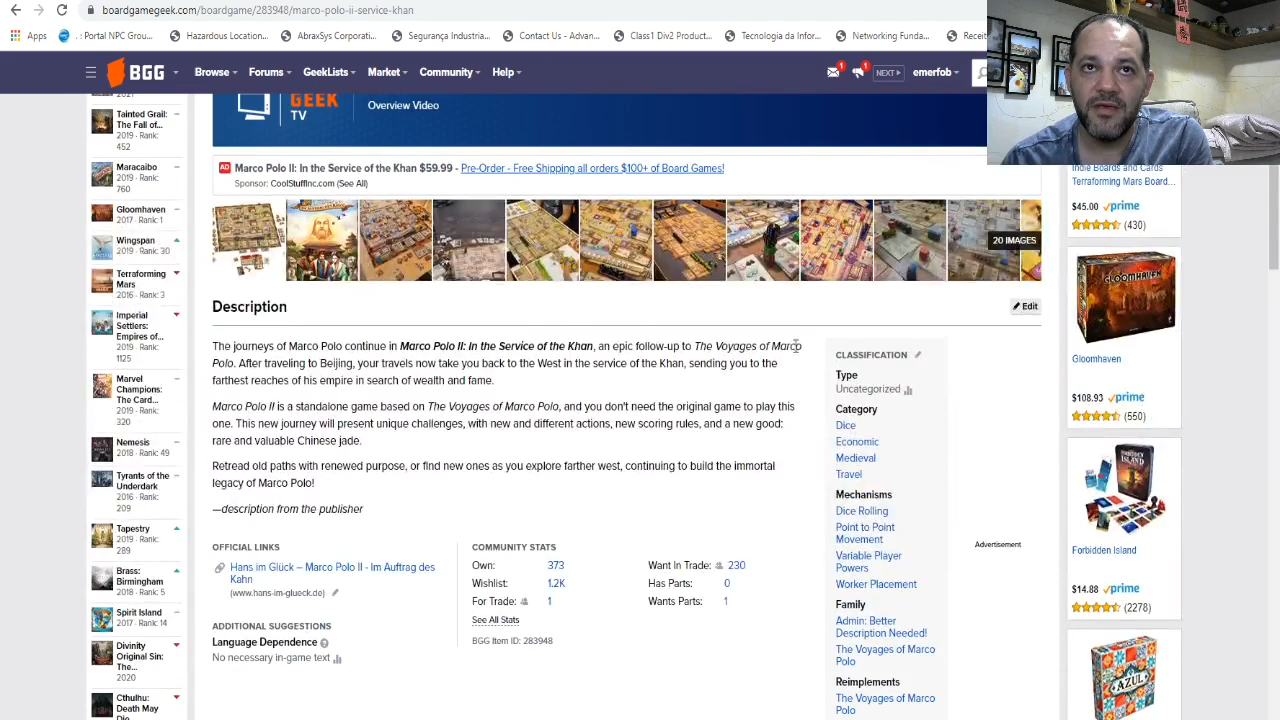 boardgamegeek.com/boardgame/283948/marco-polo-ii-service-khan
Apps
. : Portal NPC Group...
Hazardous Location...
AbraxSys Corporati...
Segurança Industria...
Contact Us - Advan...
Class1 Div2 Product...
Tecnologia da Infor...
Networking Funda...
Receit
BGG
Browse
Forums
GeekLists
Market
Community
Help
1
1
NEXT
emerfob
2021
Tainted Grail:
The Fall of...
2019 · Rank:
452
Maracaibo
2019 · Rank:
760
Gloomhaven
2017 · Rank: 1
Wingspan
2019 · Rank: 30
Terraforming
Mars
2016 · Rank: 3
Imperial
Settlers:
Empires of...
2019 · Rank:
1125
Marvel
Champions:
The Card...
2019 · Rank:
320
Nemesis
2018 · Rank: 49
Tyrants of the
Underdark
2016 · Rank:
209
Tapestry
2019 · Rank:
289
Brass:
Birmingham
2018 · Rank: 5
Spirit Island
2017 · Rank: 14
Divinity
Original Sin:
The...
2020
Cthulhu:
Death May
Die
GEEK
TV
Overview Video
AD Marco Polo II: In the Service of the Khan $59.99 - Pre-Order - Free Shipping all orders $100+ of Board Games!
Sponsor: CoolStuffInc.com (See All)
20 IMAGES
Description
Edit
The journeys of Marco Polo continue in Marco Polo II: In the Service of the Khan, an epic follow-up to The Voyages of Marco
Polo. After traveling to Beijing, your travels now take you back to the West in the service of the Khan, sending you to the
farthest reaches of his empire in search of wealth and fame.
Marco Polo II is a standalone game based on The Voyages of Marco Polo, and you don't need the original game to play this
one. This new journey will present unique challenges, with new and different actions, new scoring rules, and a new good:
rare and valuable Chinese jade.
Retread old paths with renewed purpose, or find new ones as you explore farther west, continuing to build the immortal
legacy of Marco Polo!
—description from the publisher
OFFICIAL LINKS
Hans im Glück – Marco Polo II - Im Auftrag des
Kahn
(www.hans-im-glueck.de)
ADDITIONAL SUGGESTIONS
Language Dependence
No necessary in-game text
COMMUNITY STATS
Own: 373
Wishlist: 1.2K
For Trade: 1
See All Stats
BGG Item ID: 283948
Want In Trade: 230
Has Parts: 0
Wants Parts: 1
CLASSIFICATION
Type
Uncategorized
Category
Dice
Economic
Medieval
Travel
Mechanisms
Dice Rolling
Point to Point
Movement
Variable Player
Powers
Worker Placement
Family
Admin: Better
Description Needed!
The Voyages of Marco
Polo
Reimplements
The Voyages of Marco
Polo
Advertisement
Indie Boards and Cards
Terraforming Mars Board...
$45.00 prime
(430)
GLOOMHAVEN
Gloomhaven
$108.93 prime
(550)
FORBIDDEN
ISLAND
Forbidden Island
$14.88 prime
(2278)
AZUL